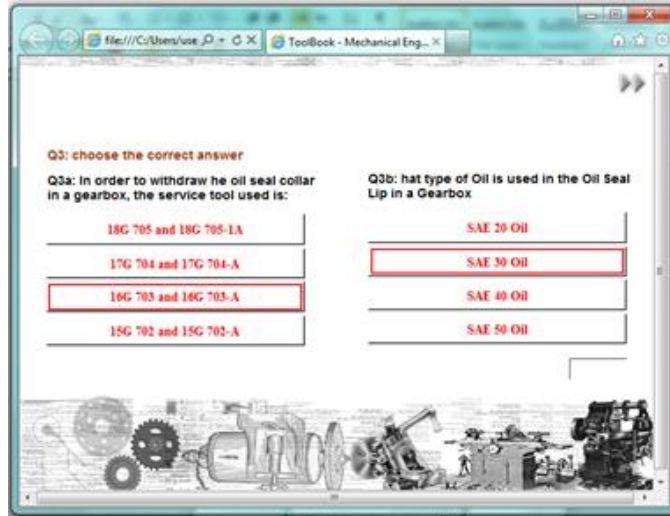 file:///C:/Users/use
ToolBook - Mechanical Eng...
Q3: choose the correct answer
Q3a: In order to withdraw he oil seal collar
in a gearbox, the service tool used is:
18G 705 and 18G 705-1A
17G 704 and 17G 704-A
16G 703 and 16G 703-A
15G 702 and 15G 702-A
Q3b: hat type of Oil is used in the Oil Seal
Lip in a Gearbox
SAE 20 Oil
SAE 30 Oil
SAE 40 Oil
SAE 50 Oil